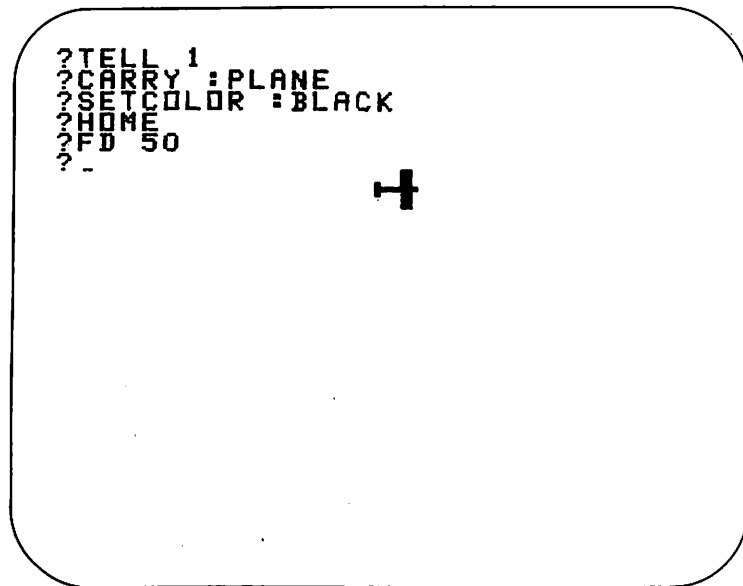 ?TELL 1
?CARRY :PLANE
?SETCOLOR :BLACK
?HOME
?FD 50
?_